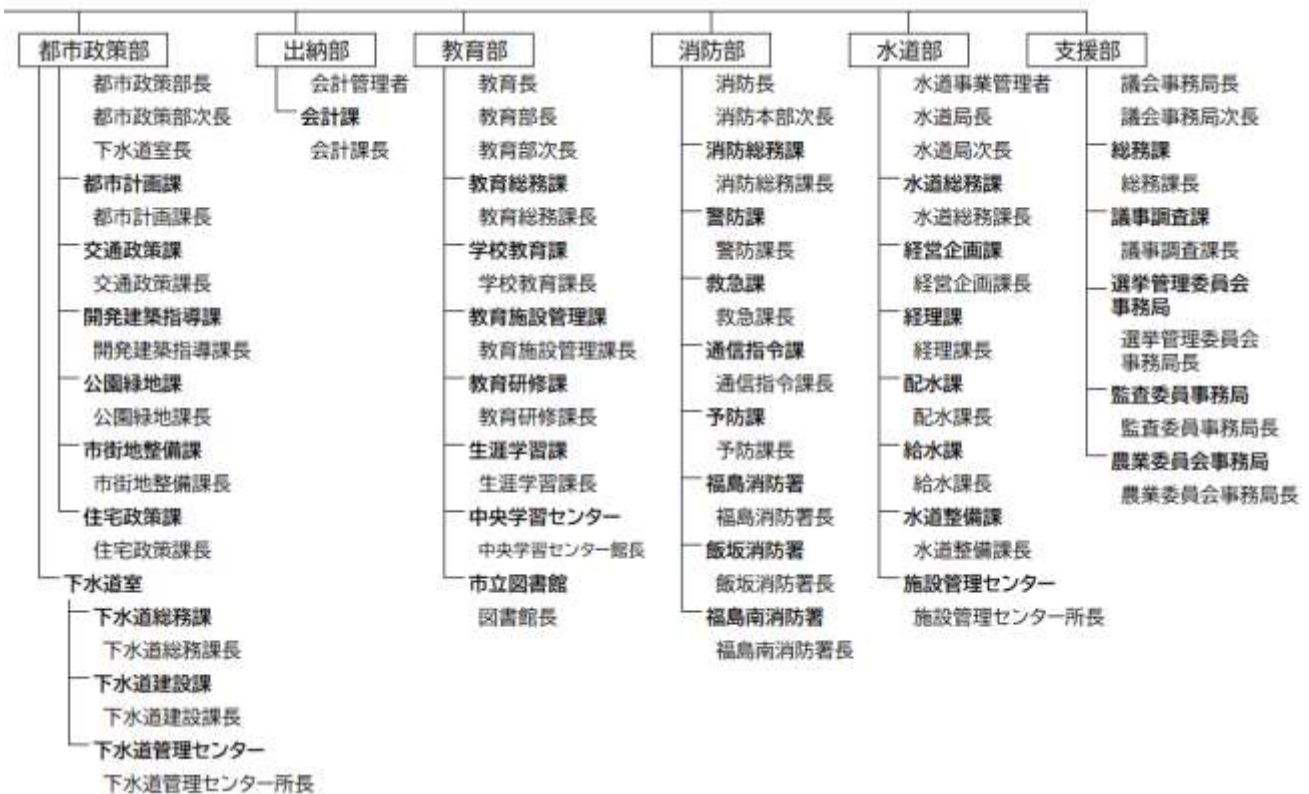 都市政策部
都市政策部長
都市政策部次長
下水道室長
都市計画課
都市計画課長
交通政策課
交通政策課長
開発建築指導課
開発建築指導課長
公園緑地課
公園緑地課長
市街地整備課
市街地整備課長
住宅政策課
住宅政策課長
下水道室
下水道総務課
下水道総務課長
下水道建設課
下水道建設課長
下水道管理センター
下水道管理センター所長
出納部
会計管理者
会計課
会計課長
教育部
教育長
教育部長
教育部次長
教育総務課
教育総務課長
学校教育課
学校教育課長
教育施設管理課
教育施設管理課長
教育研修課
教育研修課長
生涯学習課
生涯学習課長
中央学習センター
中央学習センター館長
市立図書館
図書館長
消防部
消防長
消防本部次長
消防総務課
消防総務課長
警防課
警防課長
救急課
救急課長
通信指令課
通信指令課長
予防課
予防課長
福島消防署
福島消防署長
飯坂消防署
飯坂消防署長
福島南消防署
福島南消防署長
水道部
水道事業管理者
水道局長
水道局次長
水道総務課
水道総務課長
経営企画課
経営企画課長
経理課
経理課長
配水課
配水課長
給水課
給水課長
水道整備課
水道整備課長
施設管理センター
施設管理センター所長
支援部
議会事務局長
議会事務局次長
総務課
総務課長
議事調査課
議事調査課長
選挙管理委員会
事務局
選挙管理委員会
事務局長
監査委員事務局
監査委員事務局長
農業委員会事務局
農業委員会事務局長